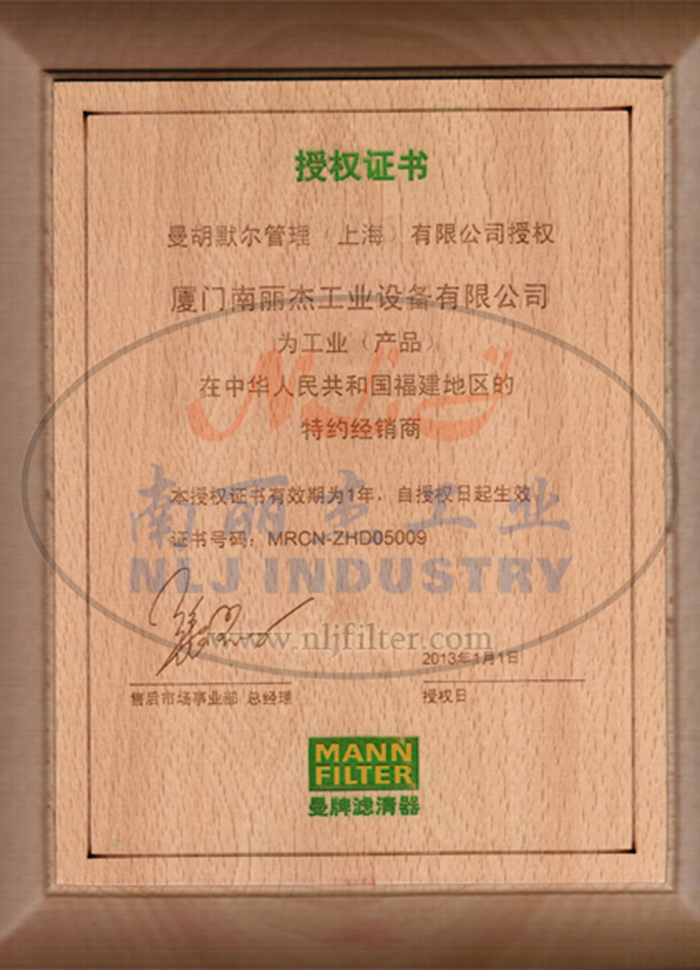 授权证书
曼胡默尔管理（上海）有限公司授权
厦门南丽杰工业设备有限公司
为工业（产品）
在中华人民共和国福建地区的
特约经销商
NLJ
本授权证书有效期为1年，自授权日起生效
南丽杰工业
证书号码：MRCN-ZHD05009
NLJ INDUSTRY
www.nljfilter.com
2013年1月1日
售后市场事业部 总经理
授权日
MANN
FILTER
曼牌滤清器